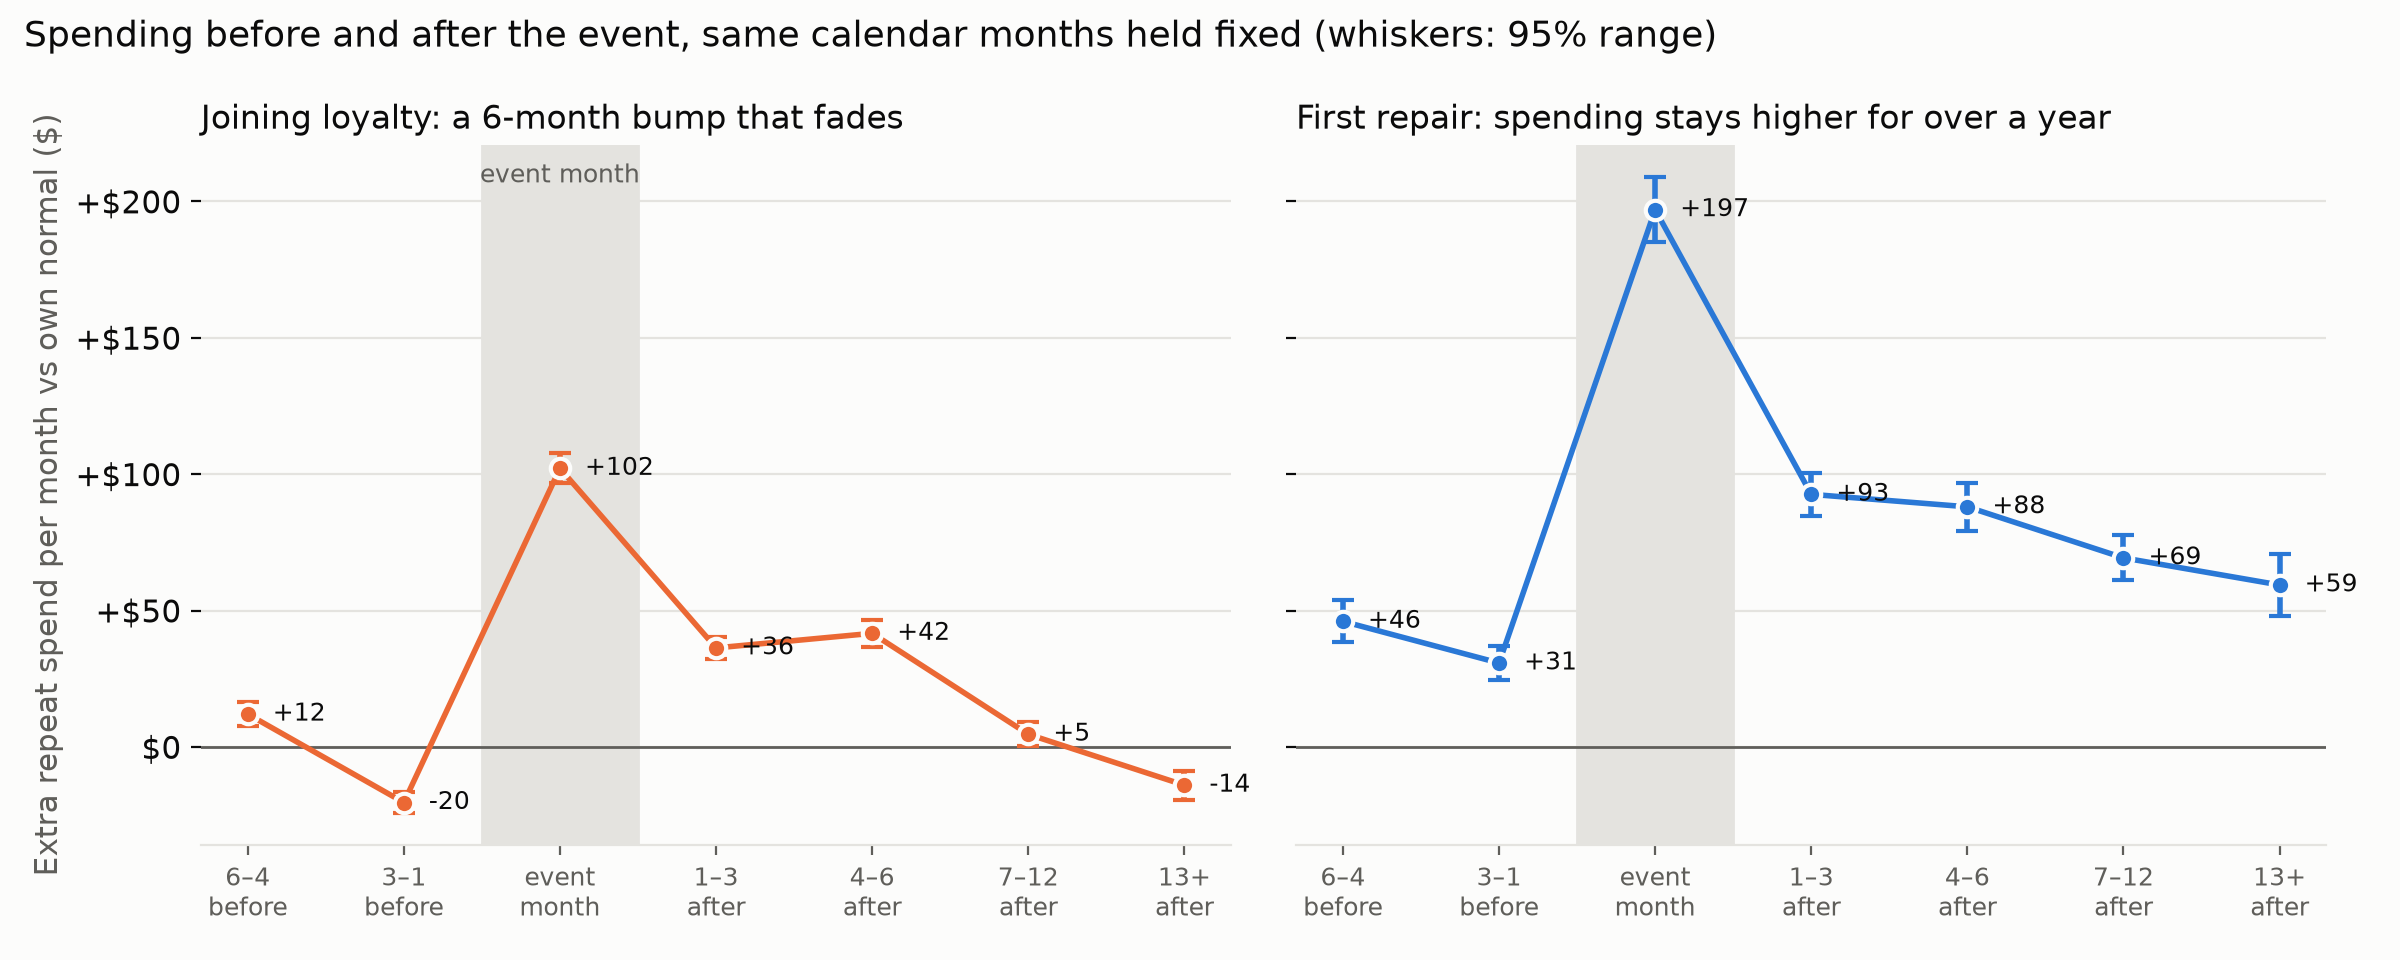 Spending before and after the event, same calendar months held fixed (whiskers: 95% range)
Extra repeat spend per month vs own normal ($)
Joining loyalty: a 6-month bump that fades
event month
+$200
+$150
+$100
+$50
$0
+12
-20
+102
+36
+42
+5
-14
6–4
before
3–1
before
event
month
1–3
after
4–6
after
7–12
after
13+
after
First repair: spending stays higher for over a year
+46
+31
+197
+93
+88
+69
+59
6–4
before
3–1
before
event
month
1–3
after
4–6
after
7–12
after
13+
after